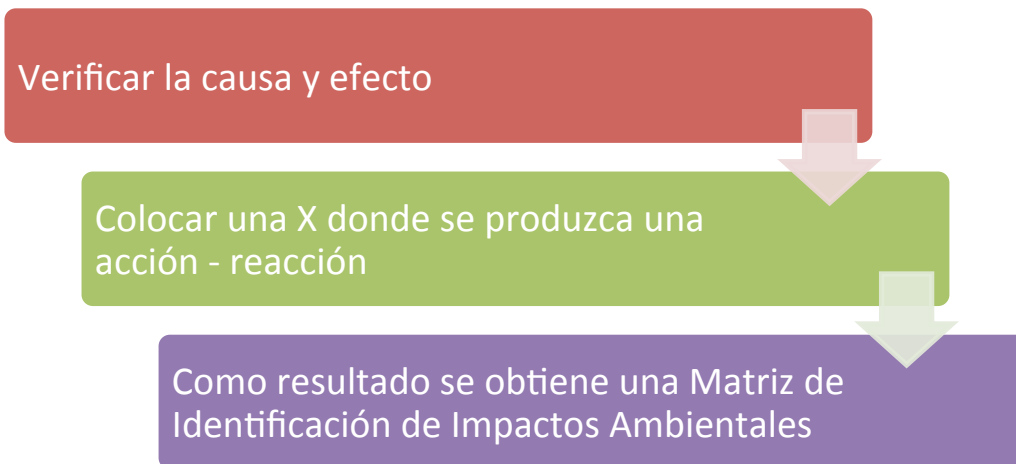 Verificar la causa y efecto
Colocar una X donde se produzca una
acción - reacción
Como resultado se obtiene una Matriz de
Identificación de Impactos Ambientales